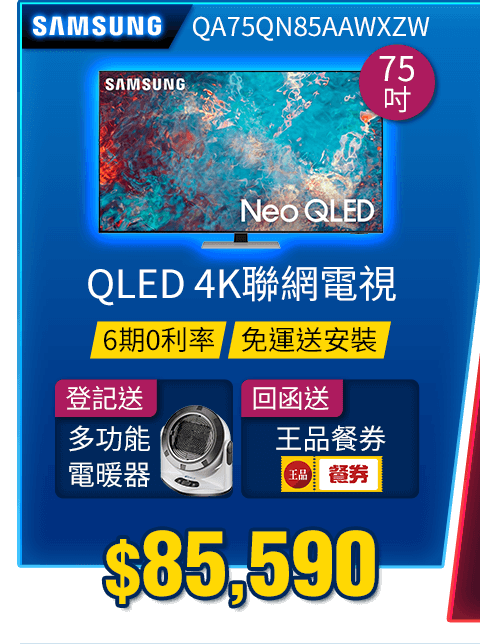 SAMSUNG QA75QN85AAWXZW
75
吋
SAMSUNG
Neo QLED
QLED 4K聯網電視
6期0利率 免運送安裝
登記送
多功能
電暖器
回函送
王品餐券
王品 餐券
$85,590